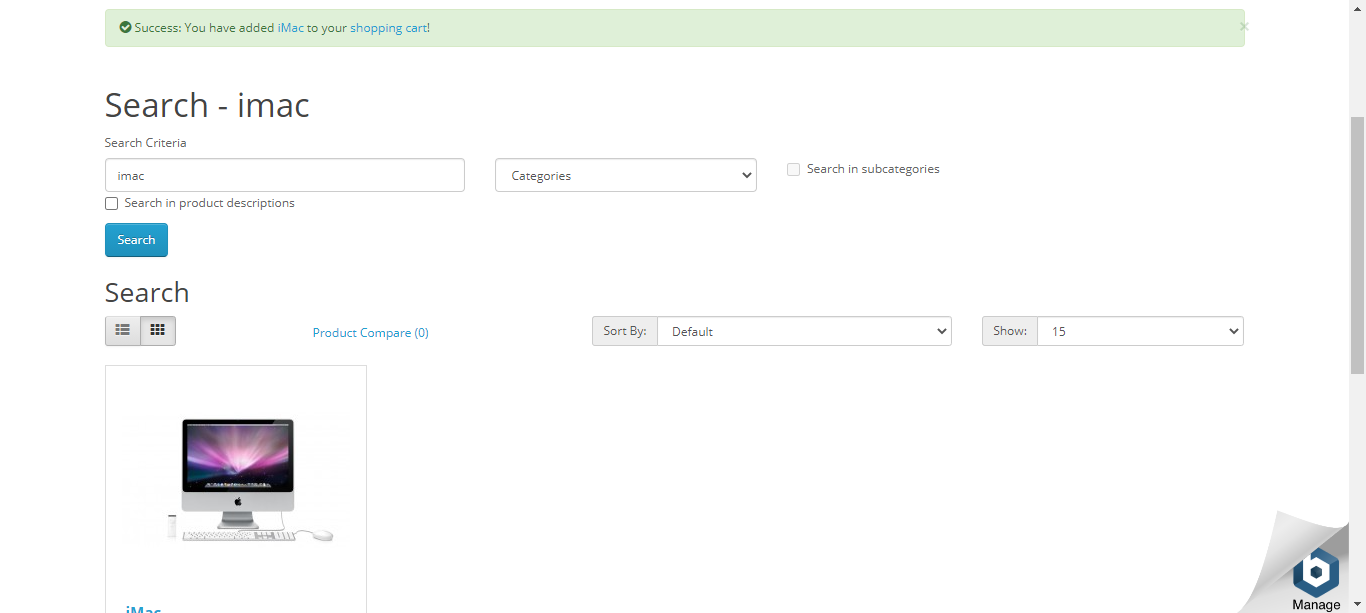 Success: You have added iMac to your shopping cart!
×
Search - imac
Search Criteria
imac
Categories
Search in subcategories
Search in product descriptions
Search
Search
Product Compare (0)
Sort By:
Default
Show:
15
iMac
Manage